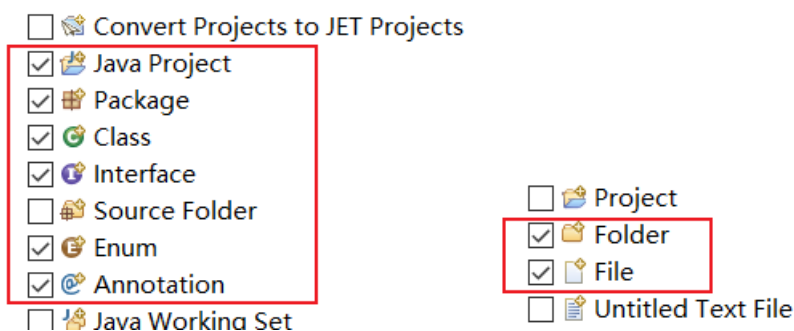 Convert Projects to JET Projects
Java Project
Package
Class
Interface
Source Folder
Enum
Annotation
Java Working Set
Project
Folder
File
Untitled Text File